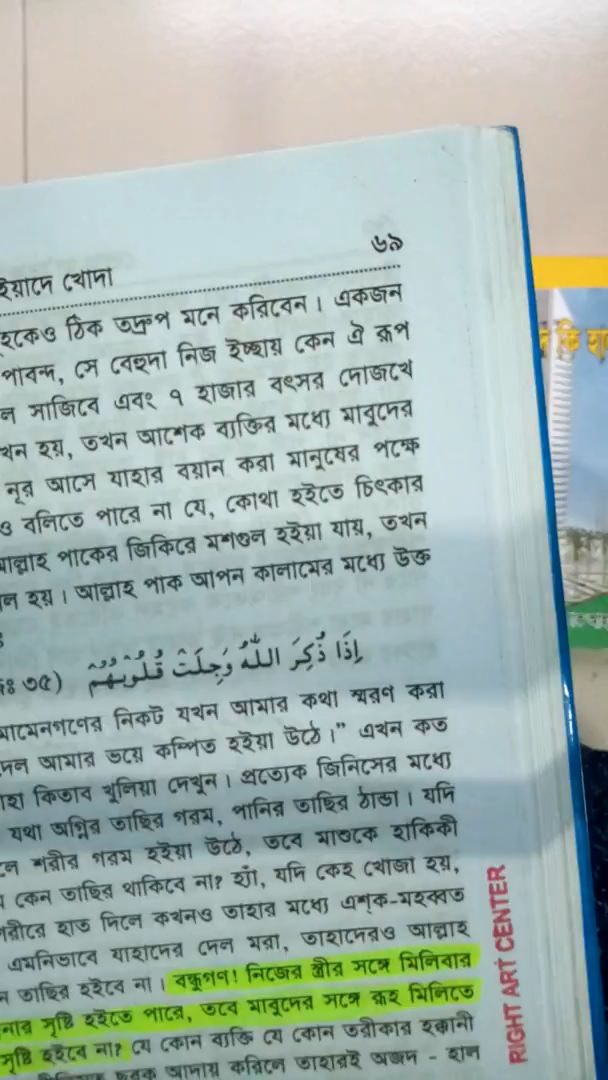 ৬৯
ইয়াদে খোদা
হকেও ঠিক তদ্রুপ মনে করিবেন। একজন
পাবন্দ, সে বেহুদা নিজ ইচ্ছায় কেন ঐ রূপ
ল সাজিবে এবং ৭ হাজার বৎসর দোজখে
খন হয়, তখন আশেক ব্যক্তির মধ্যে মাবুদের
নূর আসে যাহার বয়ান করা মানুষের পক্ষে
ও বলিতে পারে না যে, কোথা হইতে চিৎকার
আল্লাহ পাকের জিকিরে মশগুল হইয়া যায়, তখন
ল হয়। আল্লাহ পাক আপন কালামের মধ্যে উক্ত
إِذَا ذُكِرَ اللَّهُ وَجِلَتْ قُلُوبُهُمْ ৩৫)
মোমেনগণের নিকট যখন আমার কথা স্মরণ করা
দেল আমার ভয়ে কম্পিত হইয়া উঠে।” এখন কত
হা কিতাব খুলিয়া দেখুন। প্রত্যেক জিনিসের মধ্যে
যথা অগ্নির তাছির গরম, পানির তাছির ঠান্ডা। যদি
লে শরীর গরম হইয়া উঠে, তবে মাশুকে হাকিকী
কেন তাছির থাকিবে না? হ্যাঁ, যদি কেহ খোজা হয়,
শরীরে হাত দিলে কখনও তাহার মধ্যে এশ্ক-মহব্বত
এমনিভাবে যাহাদের দেল মরা, তাহাদেরও আল্লাহ
ন তাছির হইবে না। বন্ধুগণ! নিজের স্ত্রীর সঙ্গে মিলিবার
নার সৃষ্টি হইতে পারে, তবে মাবুদের সঙ্গে রূহ মিলিতে
সৃষ্টি হইবে না? যে কোন ব্যক্তি যে কোন তরীকার হক্কানী
ছবক আদায় করিলে তাহারই অজদ - হাল
RIGHT ART CENTER
কি